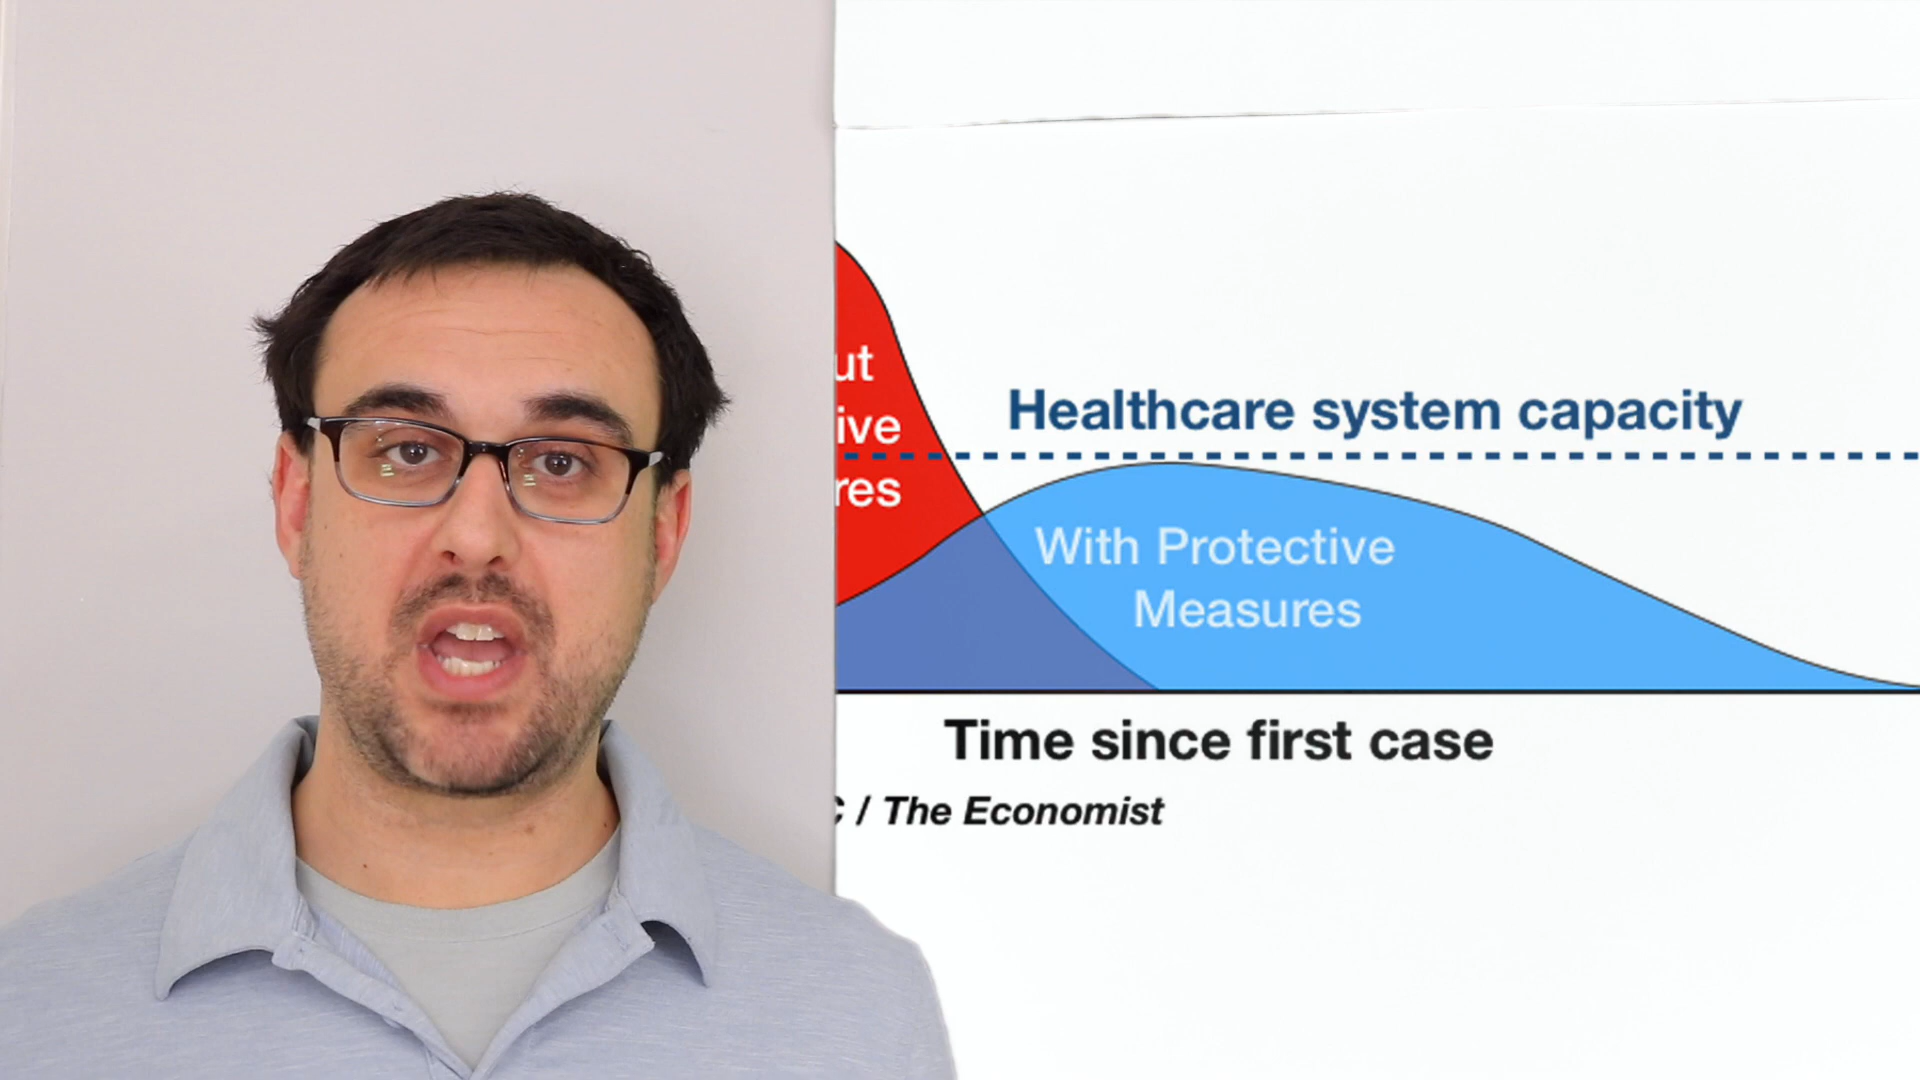 ut
ive
res
Healthcare system capacity
With Protective
Measures
Time since first case
/ The Economist